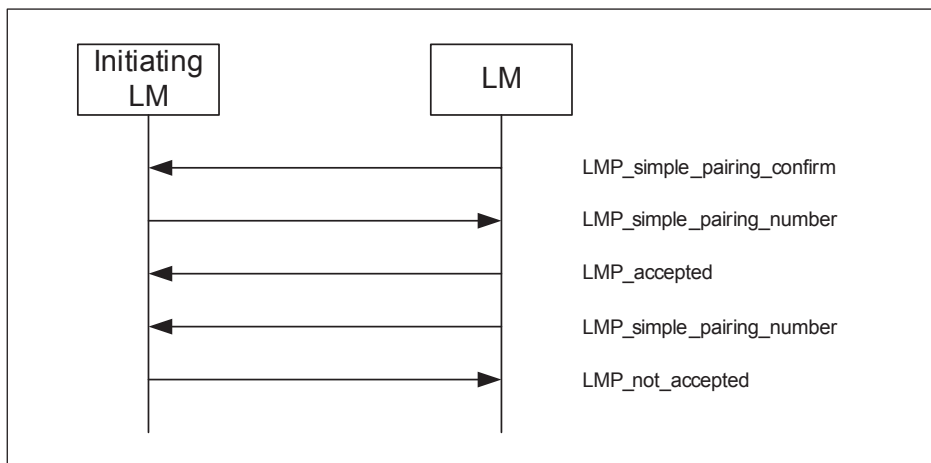 Initiating
LM
LM
LMP_simple_pairing_confirm
LMP_simple_pairing_number
LMP_accepted
LMP_simple_pairing_number
LMP_not_accepted